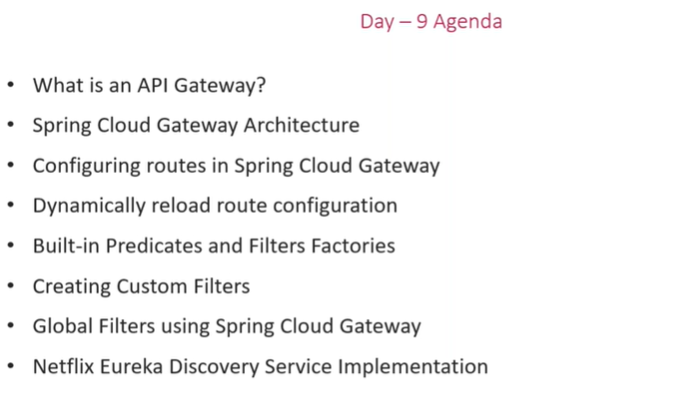 Day – 9 Agenda
• What is an API Gateway?
• Spring Cloud Gateway Architecture
• Configuring routes in Spring Cloud Gateway
• Dynamically reload route configuration
• Built-in Predicates and Filters Factories
• Creating Custom Filters
• Global Filters using Spring Cloud Gateway
• Netflix Eureka Discovery Service Implementation